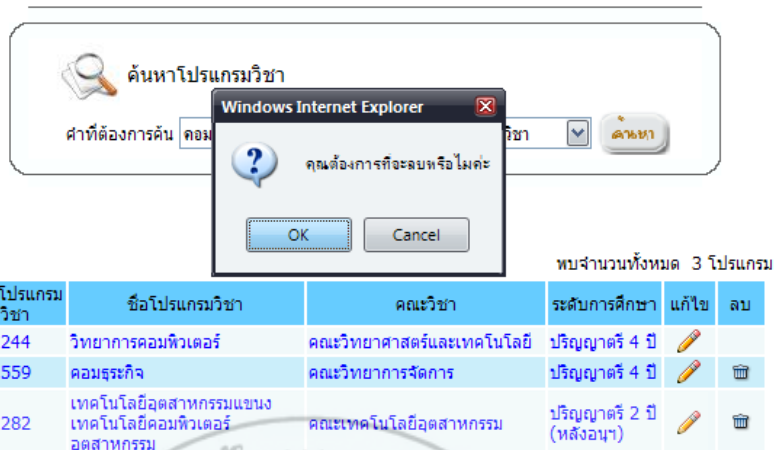 ค้นหาโปรแกรมวิชา
Windows Internet Explorer
คำที่ต้องการค้น คอม วิชา ค้นหา
คุณต้องการที่จะลบหรือไมค่ะ
OK Cancel
พบจำนวนทั้งหมด 3 โปรแกรม
โปรแกรมวิชา ชื่อโปรแกรมวิชา คณะวิชา ระดับการศึกษา แก้ไข ลบ
244 วิทยาการคอมพิวเตอร์ คณะวิทยาศาสตร์และเทคโนโลยี ปริญญาตรี 4 ปี
559 คอมธุระกิจ คณะวิทยาการจัดการ ปริญญาตรี 4 ปี
เทคโนโลยีอุตสาหกรรมแขนง
282 เทคโนโลยีคอมพิวเตอร์ คณะเทคโนโลยีอุตสาหกรรม ปริญญาตรี 2 ปี
อุตสาหกรรม (หลังอนุฯ)